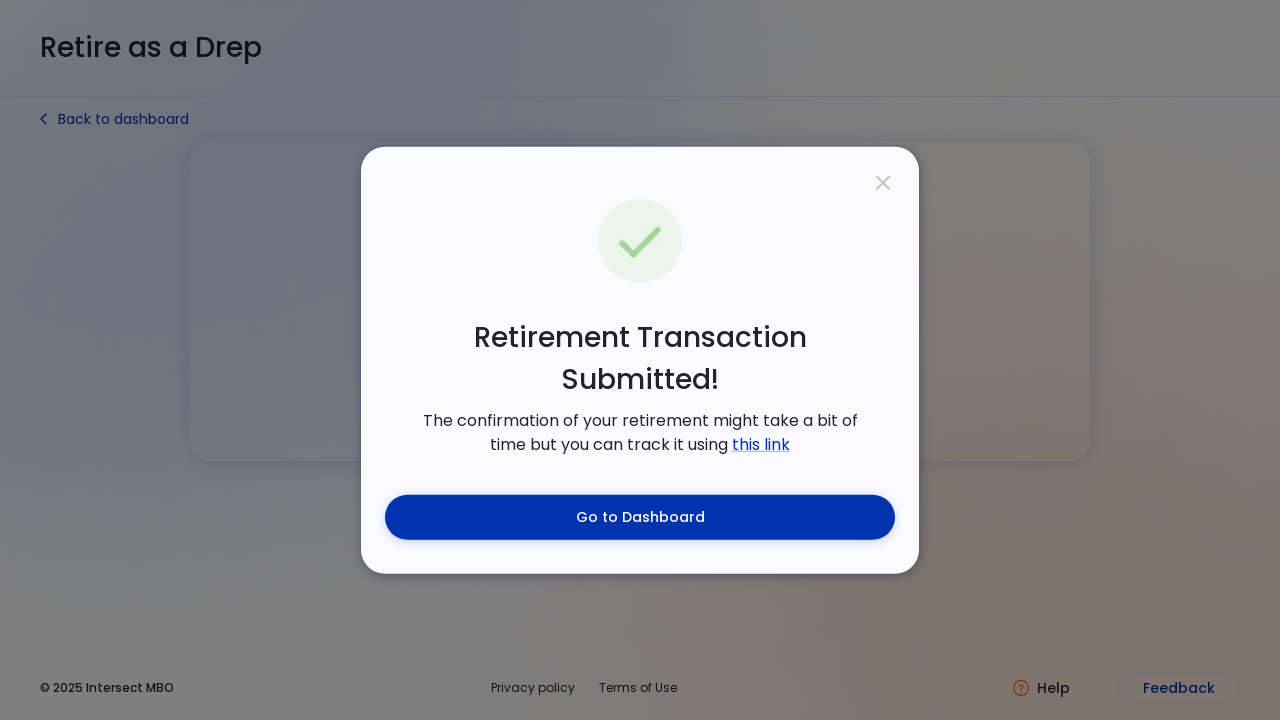 Retire as a Drep
Back to dashboard
Retirement Transaction
Submitted!
The confirmation of your retirement might take a bit of
time but you can track it using this link
Go to Dashboard
© 2025 Intersect MBO
Privacy policy
Terms of Use
Help
Feedback